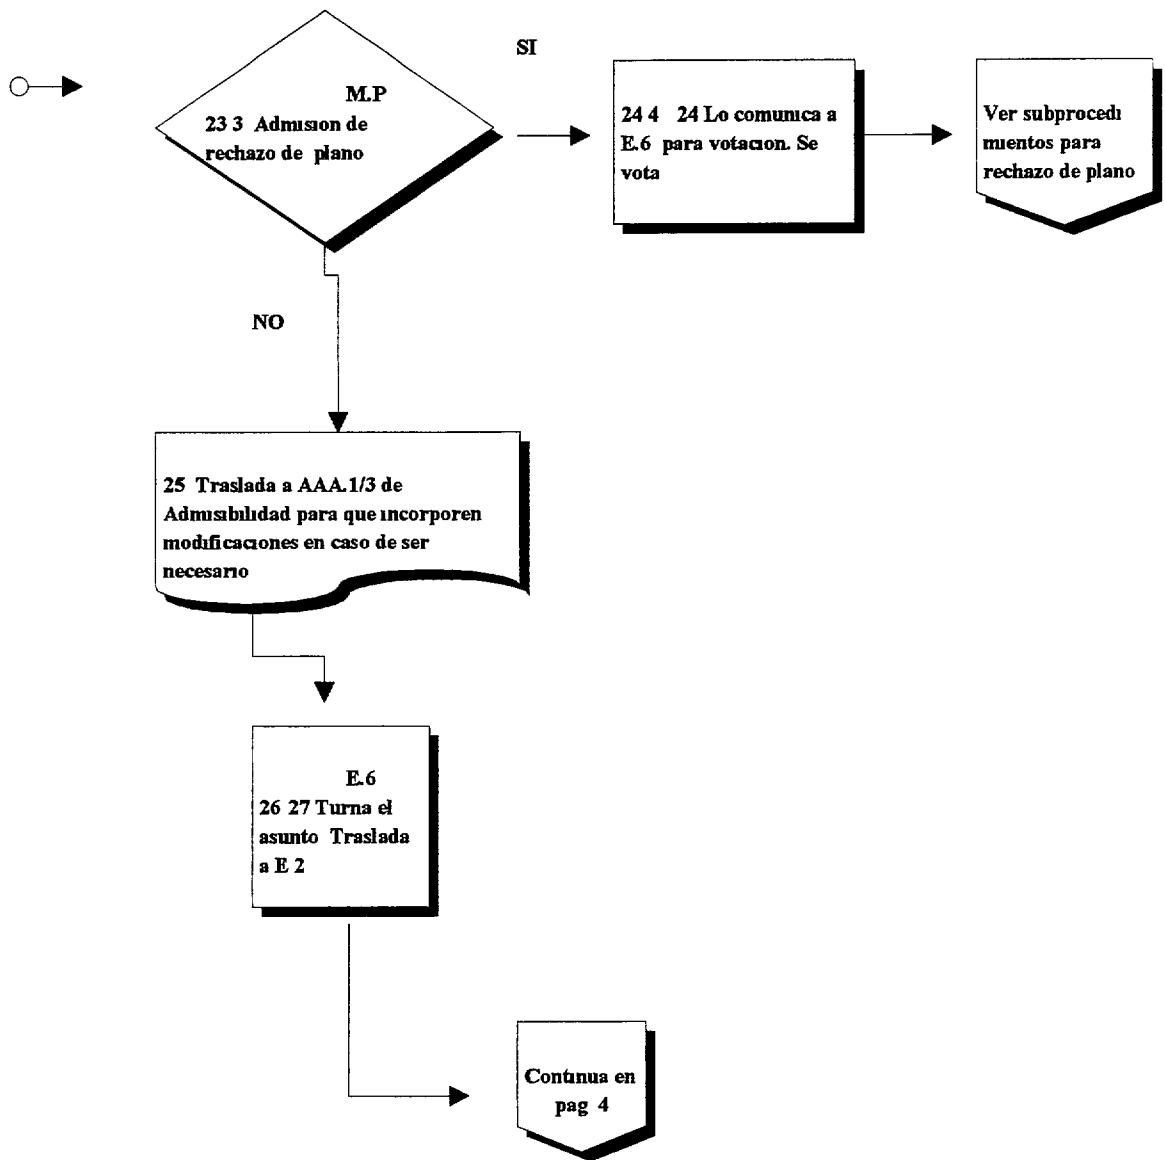 SI
M.P
23 3 Admision de
rechazo de plano
24 4 24 Lo comunica a
E.6 para votacion. Se
vota
Ver subprocedi
mientos para
rechazo de plano
NO
25 Traslada a AAA.1/3 de
Admisibilidad para que incorporen
modificaciones en caso de ser
necesario
E.6
26 27 Turna el
asunto Traslada
a E 2
Continua en
pag 4